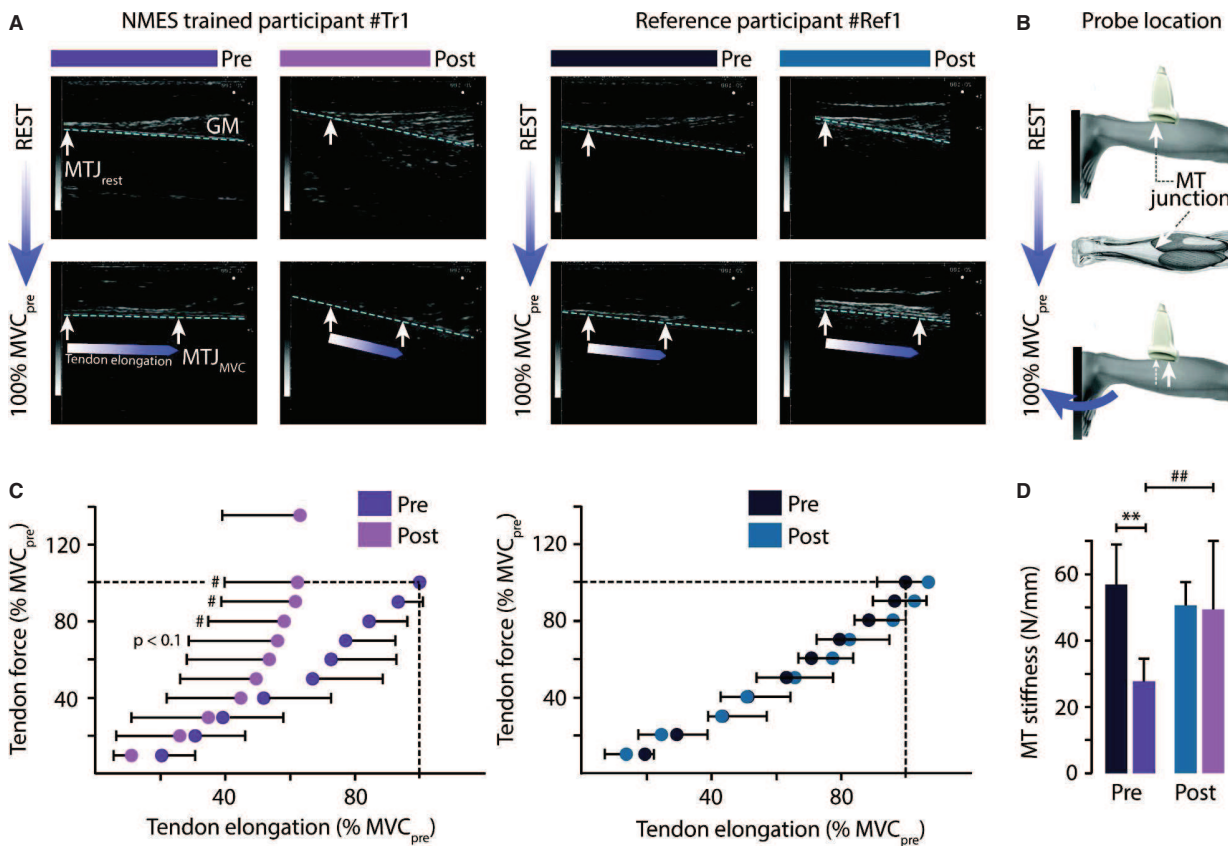 A
NMES trained participant #Tr1
Reference participant #Ref1
B
Probe location
Pre
Post
Pre
Post
REST
GM
MTJrest
REST
REST
MT
junction
100% MVCpre
Tendon elongation
MTJMVC
100% MVCpre
100% MVCpre
C
Tendon force (% MVCpre)
120
80
40
Pre
Post
#
#
#
p < 0.1
40
80
Tendon elongation (% MVCpre)
Tendon force (% MVCpre)
120
80
40
Pre
Post
40
80
Tendon elongation (% MVCpre)
D
##
**
MT stiffness (N/mm)
60
40
20
0
Pre
Post